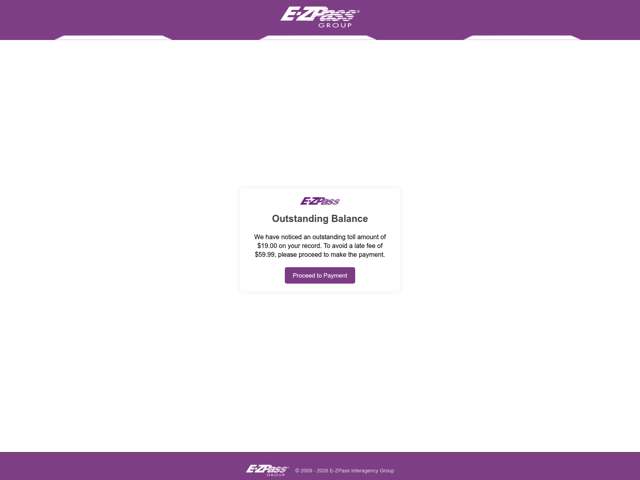 E-ZPass®
GROUP
E-ZPass
Outstanding Balance
We have noticed an outstanding toll amount of
$19.00 on your record. To avoid a late fee of
$59.99, please proceed to make the payment.
Proceed to Payment
E-ZPass
GROUP
E-ZPass Interagency Group